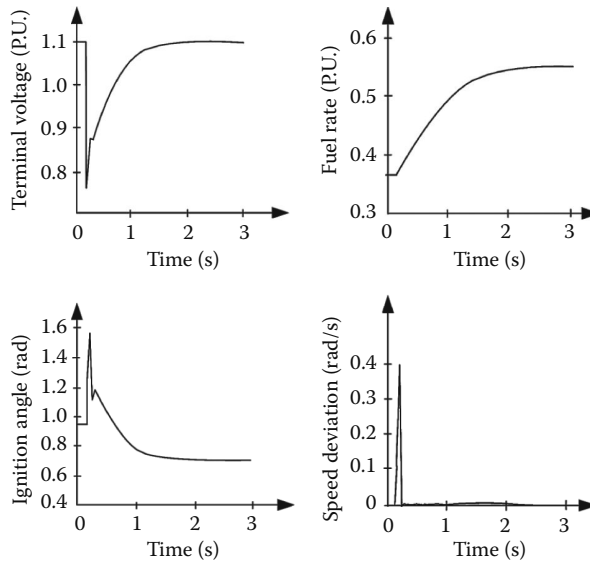 Terminal voltage (P.U.)
1.1
1.0
0.9
0.8
0 1 2 3
Time (s)
Fuel rate (P.U.)
0.6
0.5
0.4
0.3
0 1 2 3
Time (s)
Ignition angle (rad)
1.6
1.4
1.2
1.0
0.8
0.6
0.4
0 1 2 3
Time (s)
Speed deviation (rad/s)
0.4
0.3
0.2
0.1
0
0 1 2 3
Time (s)